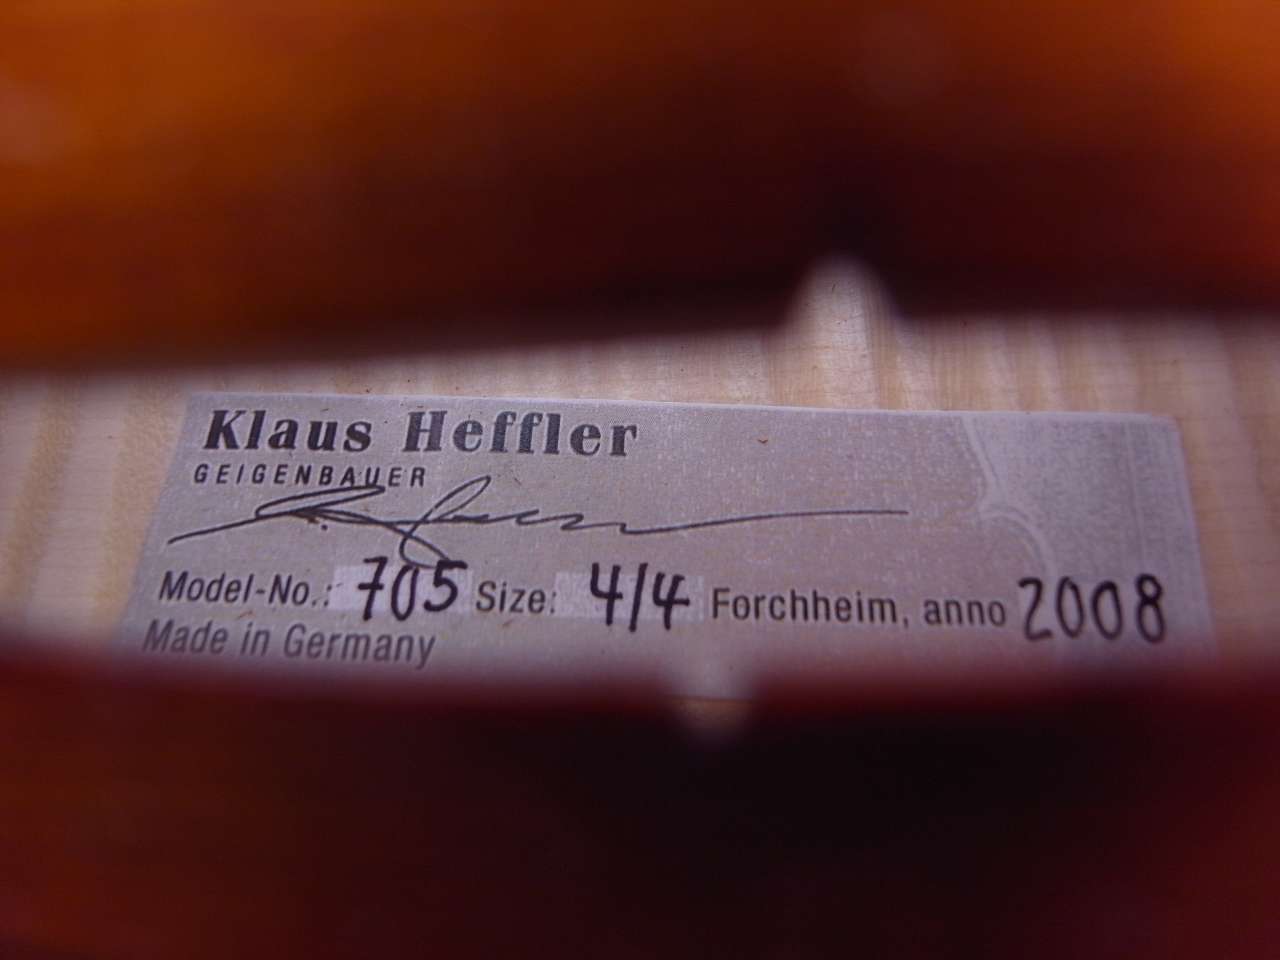 Klaus Heffler
GEIGENBAUER
Model-No.: 705 Size: 4/4 Forchheim, anno 2008
Made in Germany